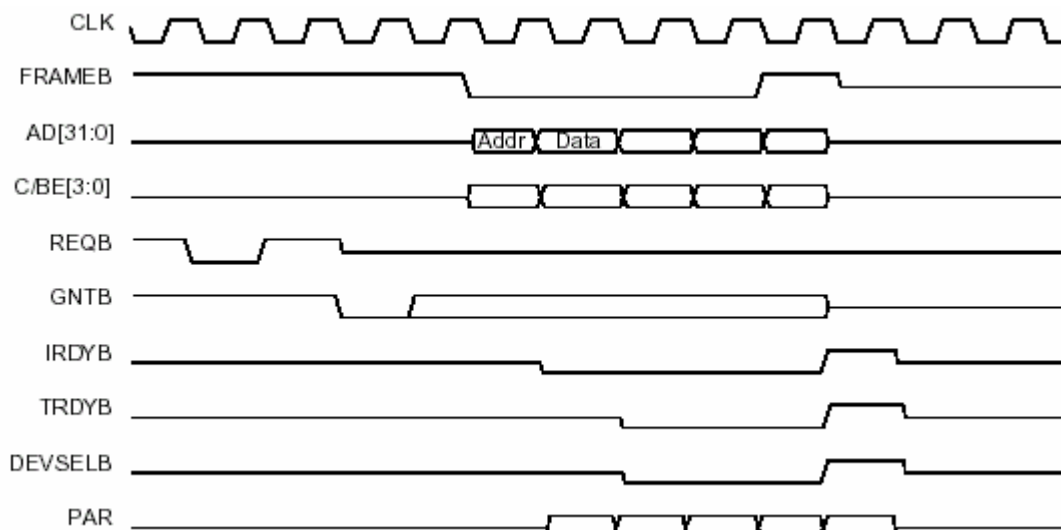 CLK
FRAMEB
AD[31:0]
Addr Data
C/BE[3:0]
REQB
GNTB
IRDYB
TRDYB
DEVSELB
PAR